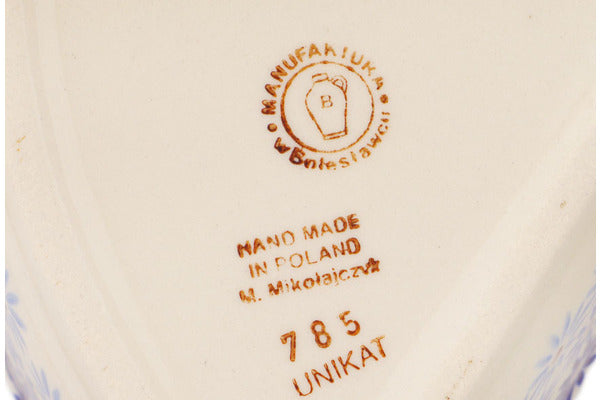 MANUFAKTURA
w Bolesławcu
B
HAND MADE
IN POLAND
M. Mikołajczyk
785
UNIKAT